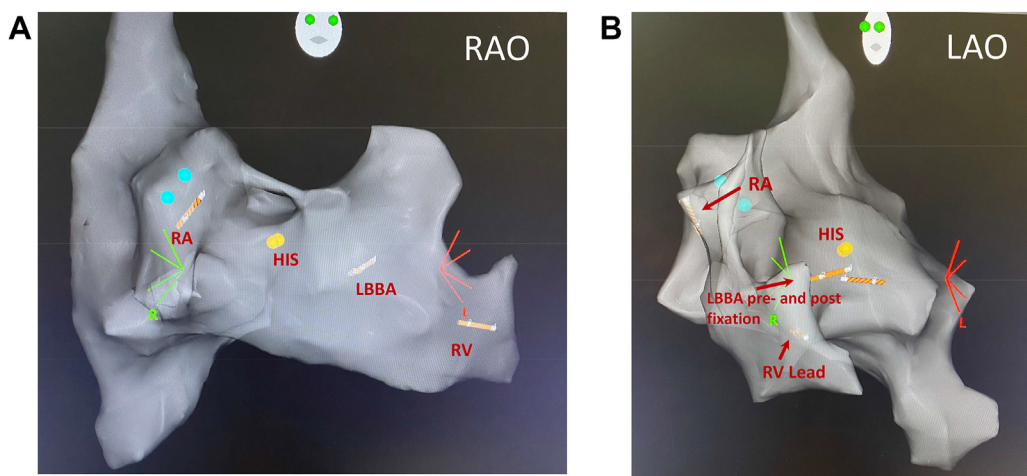 A
RAO
RA
HIS
LBBA
R
L
RV
B
LAO
RA
HIS
LBBA pre- and post
fixation
R
L
RV Lead